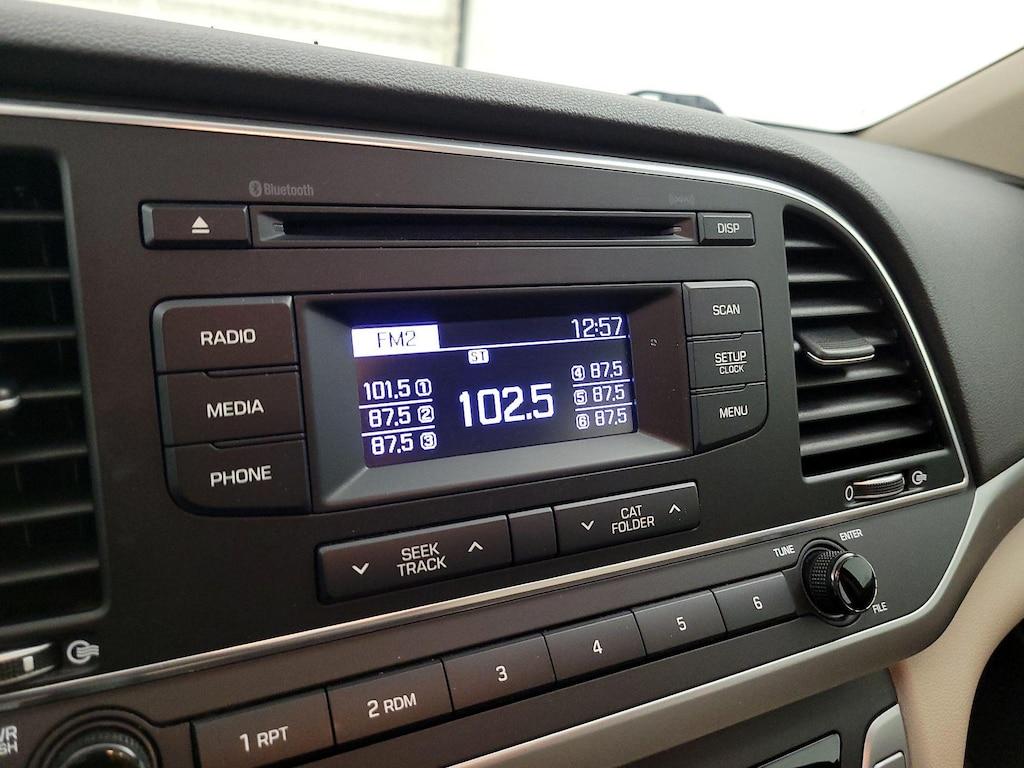 Bluetooth
DISP
RADIO
MEDIA
PHONE
FM2
12:57
ST
101.5 1
87.5 2
87.5 3
102.5
4 87.5
5 87.5
6 87.5
SCAN
SETUP
CLOCK
MENU
SEEK
TRACK
CAT
FOLDER
TUNE
ENTER
FILE
0
1 RPT
2 RDM
3
4
5
6